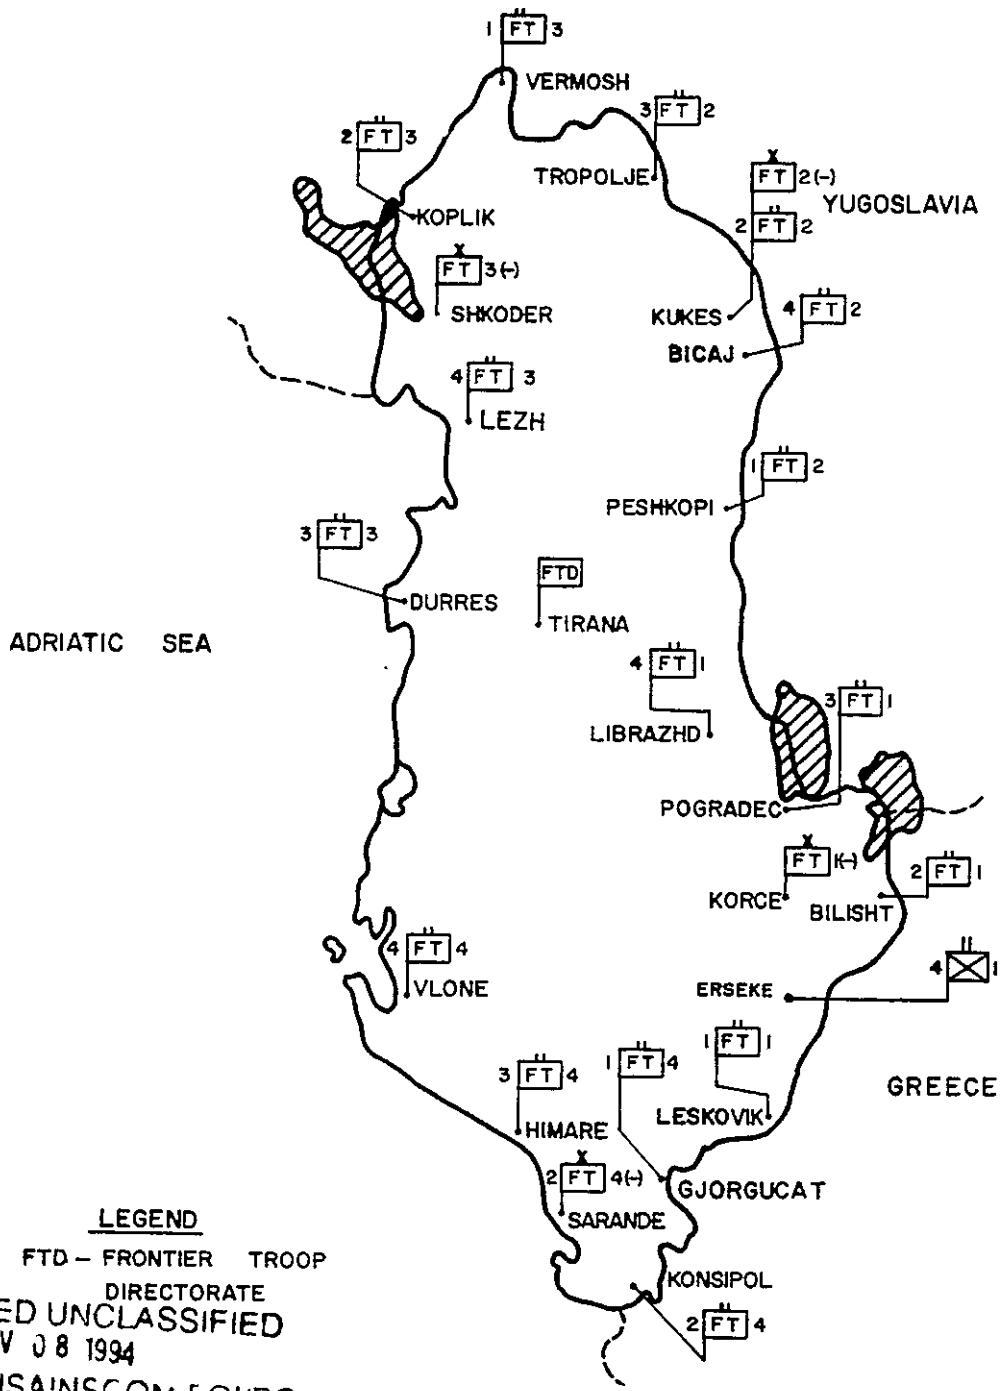 1 FT 3
VERMOSH
3 FT 2
TROPOLJE
2 FT 3
KOPLIK
FT 2(-)
YUGOSLAVIA
2 FT 2
KUKES
FT 3(-)
SHKODER
4 FT 2
BICAJ
4 FT 3
LEZH
1 FT 2
PESHKOPI
3 FT 3
DURRES
FTD
TIRANA
ADRIATIC SEA
4 FT 1
LIBRAZHD
3 FT 1
POGRADEC
FT 1(-)
KORCE
2 FT 1
BILISHT
4 FT 4
VLONE
4 1
ERSEKE
1 FT 1
LESKOVIK
GREECE
3 FT 4
HIMARE
1 FT 4
GJORGUCAT
2 FT 4(-)
SARANDE
KONSIPOL
2 FT 4
LEGEND
FTD - FRONTIER TROOP
DIRECTORATE
ED UNCLASSIFIED
V 08 1994